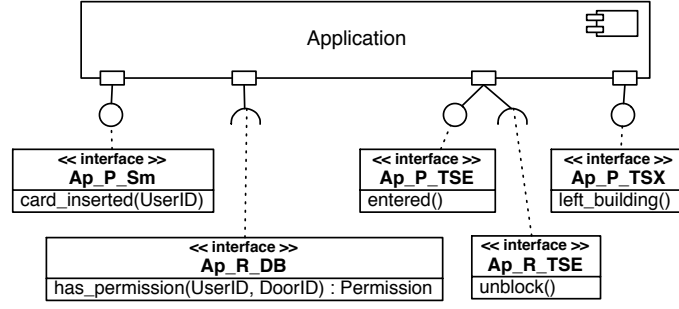 Application
<< interface >>
Ap_P_Sm
card_inserted(UserID)
<< interface >>
Ap_P_TSE
entered()
<< interface >>
Ap_P_TSX
left_building()
<< interface >>
Ap_R_DB
has_permission(UserID, DoorID) : Permission
<< interface >>
Ap_R_TSE
unblock()